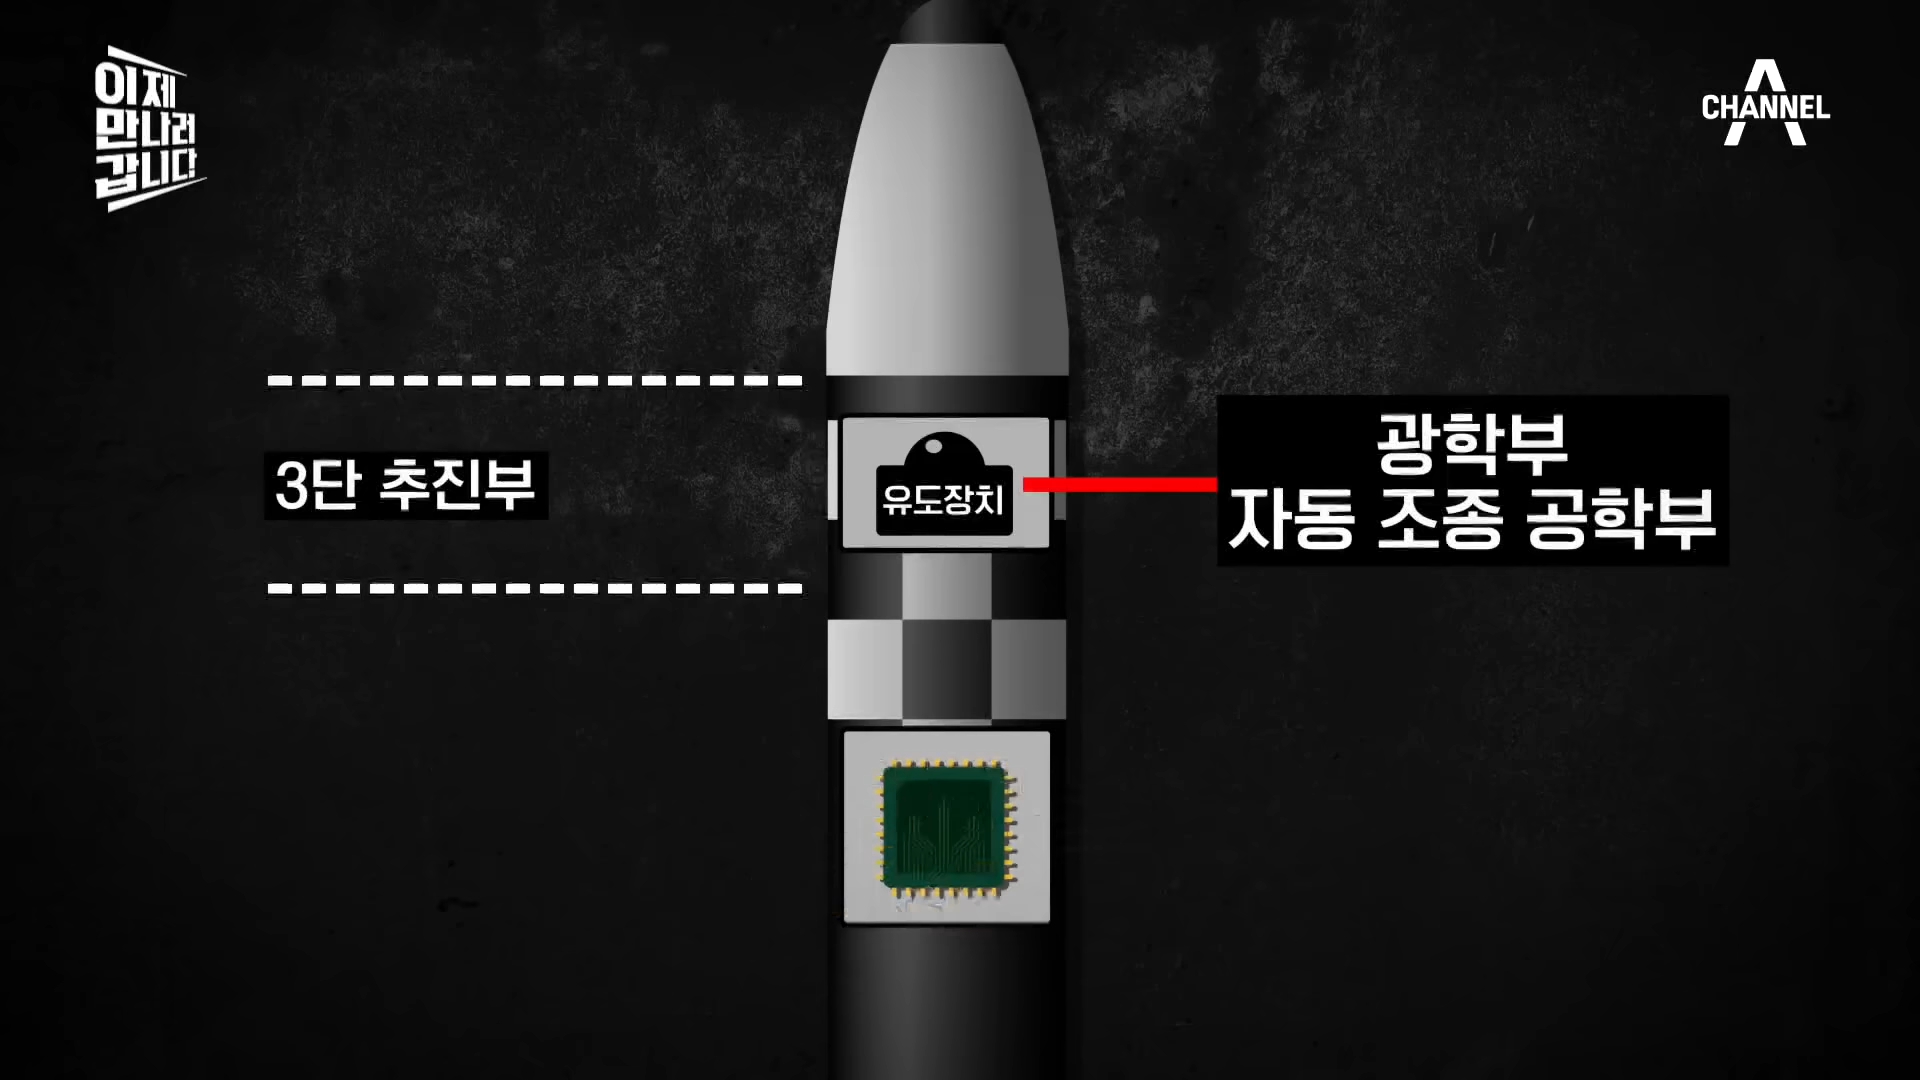 이제
만나러
갑니다
CHANNEL A
3단 추진부
유도장치
광학부
자동 조종 공학부